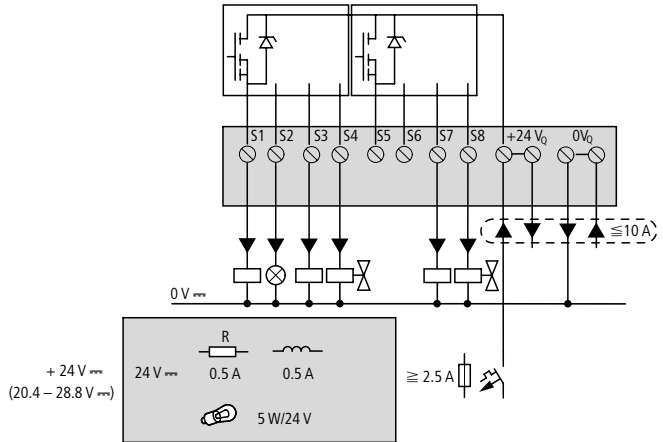 S1 S2 S3 S4 S5 S6 S7 S8 +24 VQ 0VQ
≦10 A
0 V ⎓
R
+ 24 V ⎓
(20.4 – 28.8 V ⎓)
24 V ⎓
0.5 A 0.5 A
≧ 2.5 A
5 W/24 V